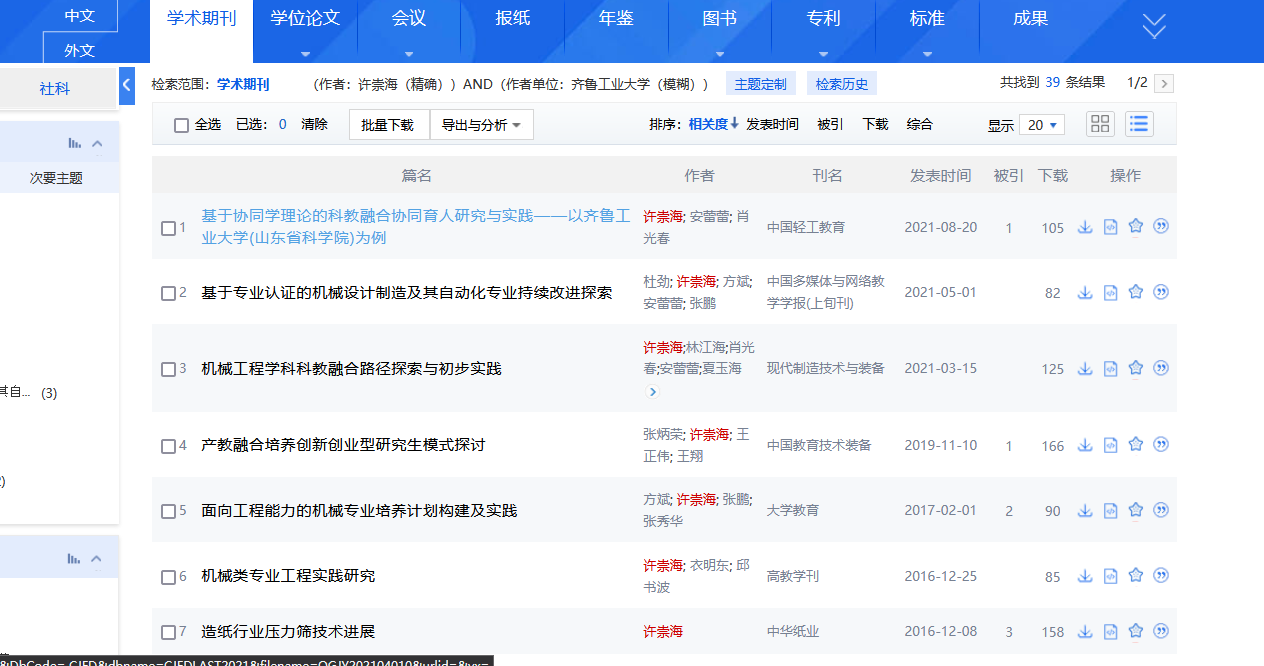 中文
外文
学术期刊 学位论文 会议 报纸 年鉴 图书 专利 标准 成果
社科
次要主题
(3)
检索范围：学术期刊 （作者：许崇海（精确））AND（作者单位：齐鲁工业大学（模糊）） 主题定制 检索历史 共找到 39 条结果 1/2
全选 已选：0 清除 批量下载 导出与分析 排序：相关度 发表时间 被引 下载 综合 显示 20
篇名 作者 刊名 发表时间 被引 下载 操作
1 基于协同学理论的科教融合协同育人研究与实践——以齐鲁工
业大学(山东省科学院)为例
许崇海; 安蕾蕾; 肖
光春
中国轻工教育 2021-08-20 1 105
2 基于专业认证的机械设计制造及其自动化专业持续改进探索
杜劲; 许崇海; 方斌;
安蕾蕾; 张鹏
中国多媒体与网络教
学学报(上旬刊)
2021-05-01 82
3 机械工程学科科教融合路径探索与初步实践
许崇海;林江海;肖光
春;安蕾蕾;夏玉海
现代制造技术与装备 2021-03-15 125
4 产教融合培养创新创业型研究生模式探讨
张炳荣; 许崇海; 王
正伟; 王翔
中国教育技术装备 2019-11-10 1 166
5 面向工程能力的机械专业培养计划构建及实践
方斌; 许崇海; 张鹏;
张秀华
大学教育 2017-02-01 2 90
6 机械类专业工程实践研究
许崇海; 衣明东; 邱
书波
高教学刊 2016-12-25 85
7 造纸行业压力筛技术进展 许崇海 中华纸业 2016-12-08 3 158